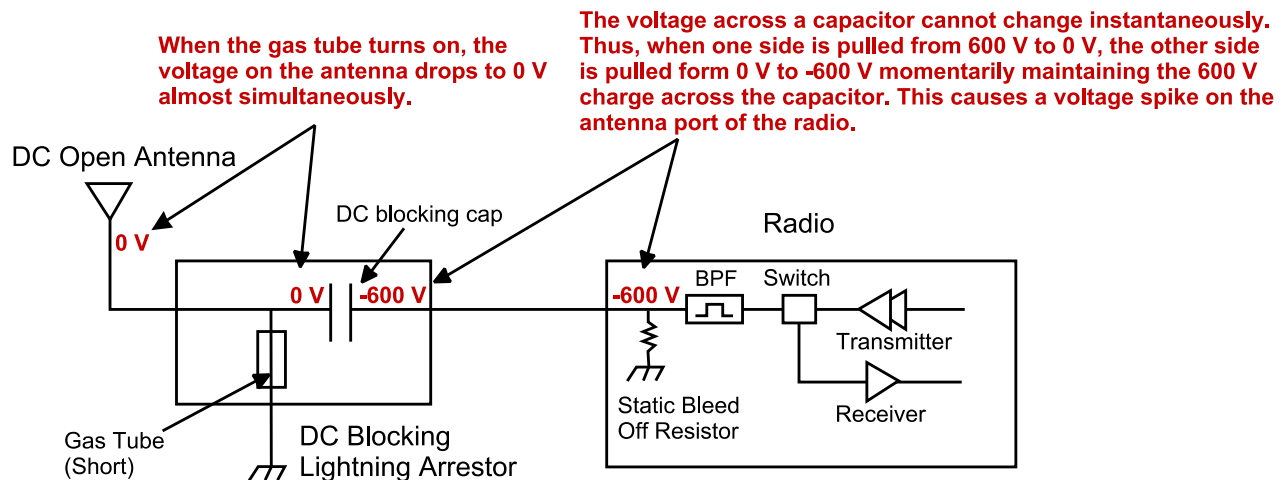 When the gas tube turns on, the
voltage on the antenna drops to 0 V
almost simultaneously.
The voltage across a capacitor cannot change instantaneously.
Thus, when one side is pulled from 600 V to 0 V, the other side
is pulled form 0 V to -600 V momentarily maintaining the 600 V
charge across the capacitor. This causes a voltage spike on the
antenna port of the radio.
DC Open Antenna
0 V
DC blocking cap
0 V
-600 V
Gas Tube
(Short)
DC Blocking
Lightning Arrestor
Radio
-600 V
BPF
Switch
Transmitter
Receiver
Static Bleed
Off Resistor